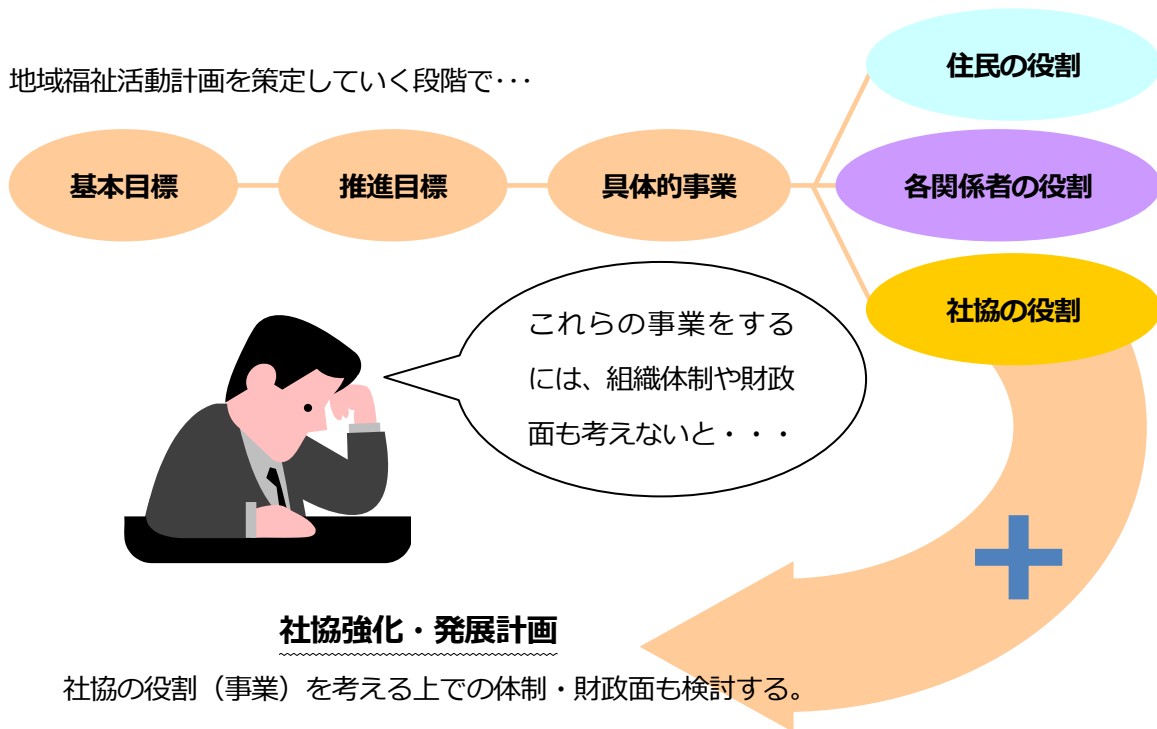 地域福祉活動計画を策定していく段階で・・・
住民の役割
基本目標
推進目標
具体的事業
各関係者の役割
社協の役割
これらの事業をする
には、組織体制や財政
面も考えないと・・・
社協強化・発展計画
社協の役割（事業）を考える上での体制・財政面も検討する。